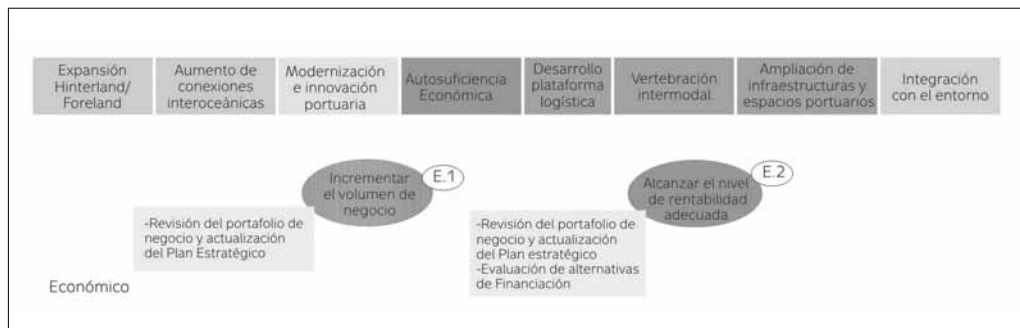 Expansión
Hinterland/
Foreland
Aumento de
conexiones
interoceánicas
Modernización
e innovación
portuaria
Autosuficiencia
Económica
Desarrollo
plataforma
logística
Vertebración
intermodal
Ampliación de
infraestructuras y
espacios portuarios
Integración
con el entorno
Incrementar
el volumen de
negocio
E.1
Alcanzar el nivel
de rentabilidad
adecuada
E.2
-Revisión del portafolio de
negocio y actualización
del Plan Estratégico
-Revisión del portafolio de
negocio y actualización
del Plan estratégico
-Evaluación de alternativas
de Financiación
Económico